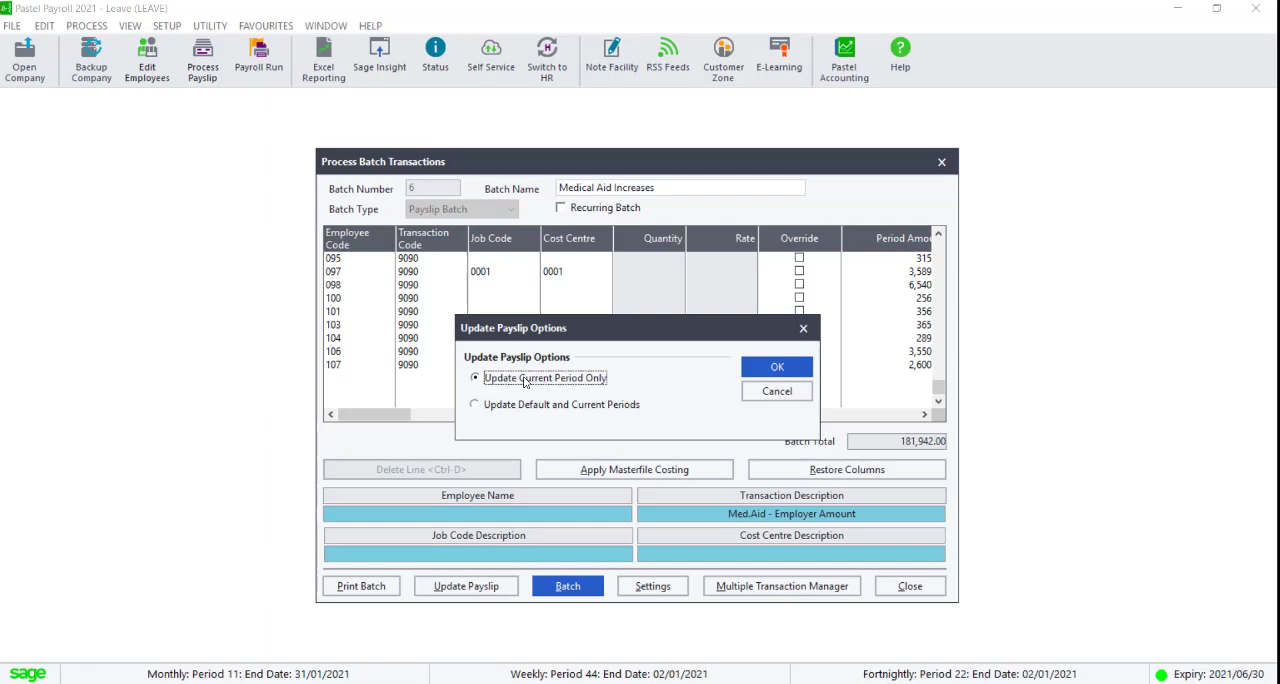 Pastel Payroll 2021 - Leave (LEAVE)
FILE EDIT PROCESS VIEW SETUP UTILITY FAVOURITES WINDOW HELP
Open Company
Backup Company
Edit Employees
Process Payslip
Payroll Run
Excel Reporting
Sage Insight
Status
Self Service
Switch to HR
Note Facility
RSS Feeds
Customer Zone
E-Learning
Pastel Accounting
Help
Process Batch Transactions
Batch Number 6 Batch Name Medical Aid Increases
Batch Type Payslip Batch Recurring Batch
Employee Code Transaction Code Job Code Cost Centre Quantity Rate Override Period Amou
095 9090 315
097 9090 0001 0001 3,589
098 9090 6,540
100 9090 256
101 9090 356
103 9090 365
104 9090 289
106 9090 3,550
107 9090 2,600
Update Payslip Options
Update Payslip Options
Update Current Period Only
Update Default and Current Periods
OK
Cancel
Batch Total 181,942.00
Delete Line <Ctrl-D> Apply Masterfile Costing Restore Columns
Employee Name Transaction Description
Med.Aid - Employer Amount
Job Code Description Cost Centre Description
Print Batch Update Payslip Batch Settings Multiple Transaction Manager Close
sage Monthly: Period 11: End Date: 31/01/2021 Weekly: Period 44: End Date: 02/01/2021 Fortnightly: Period 22: End Date: 02/01/2021 Expiry: 2021/06/30